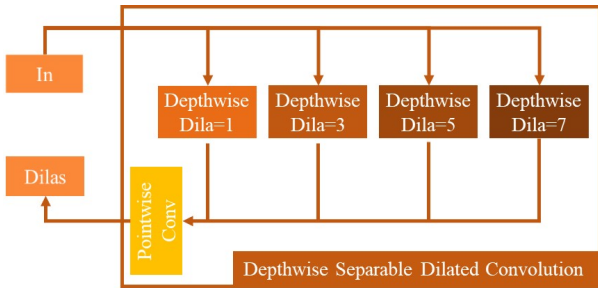 In
Depthwise
Dila=1
Depthwise
Dila=3
Depthwise
Dila=5
Depthwise
Dila=7
Dilas
Pointwise
Conv
Depthwise Separable Dilated Convolution